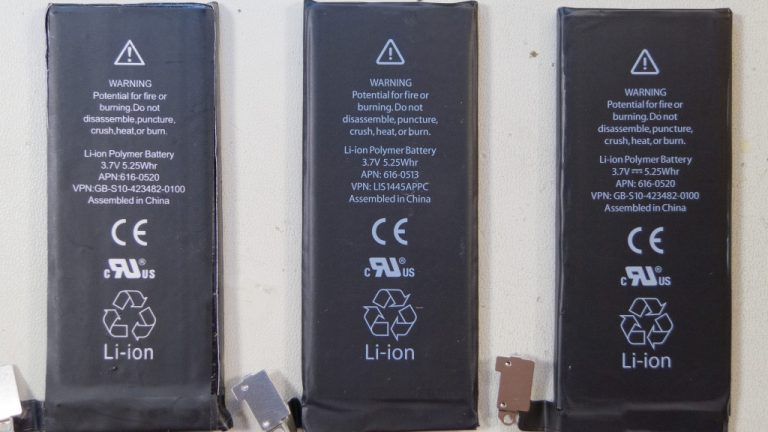 WARNING
Potential for fire or
burning.Do not
disassemble,puncture,
crush,heat,or burn.
Li-ion Polymer Battery
3.7V 5.25Whr
APN:616-0520
VPN:GB-S10-423482-0100
Assembled in China
CE
c RU ® US
Li-ion
WARNING
Potential for fire or
burning.Do not
disassemble, puncture,
crush, heat, or burn.
Li-ion Polymer Battery
3.7V 5.25Whr
APN: 616-0513
VPN: LIS1445APPC
Assembled in China
CE
c RU ® US
Li-ion
WARNING
Potential for fire or
burning. Do not
disassemble, puncture,
crush, heat, or burn.
Li-ion Polymer Battery
3.7V ⎓ 5.25Whr
APN: 616-0520
VPN: GB-S10-423482-0100
Assembled in China
CE
c RU ® US
Li-ion